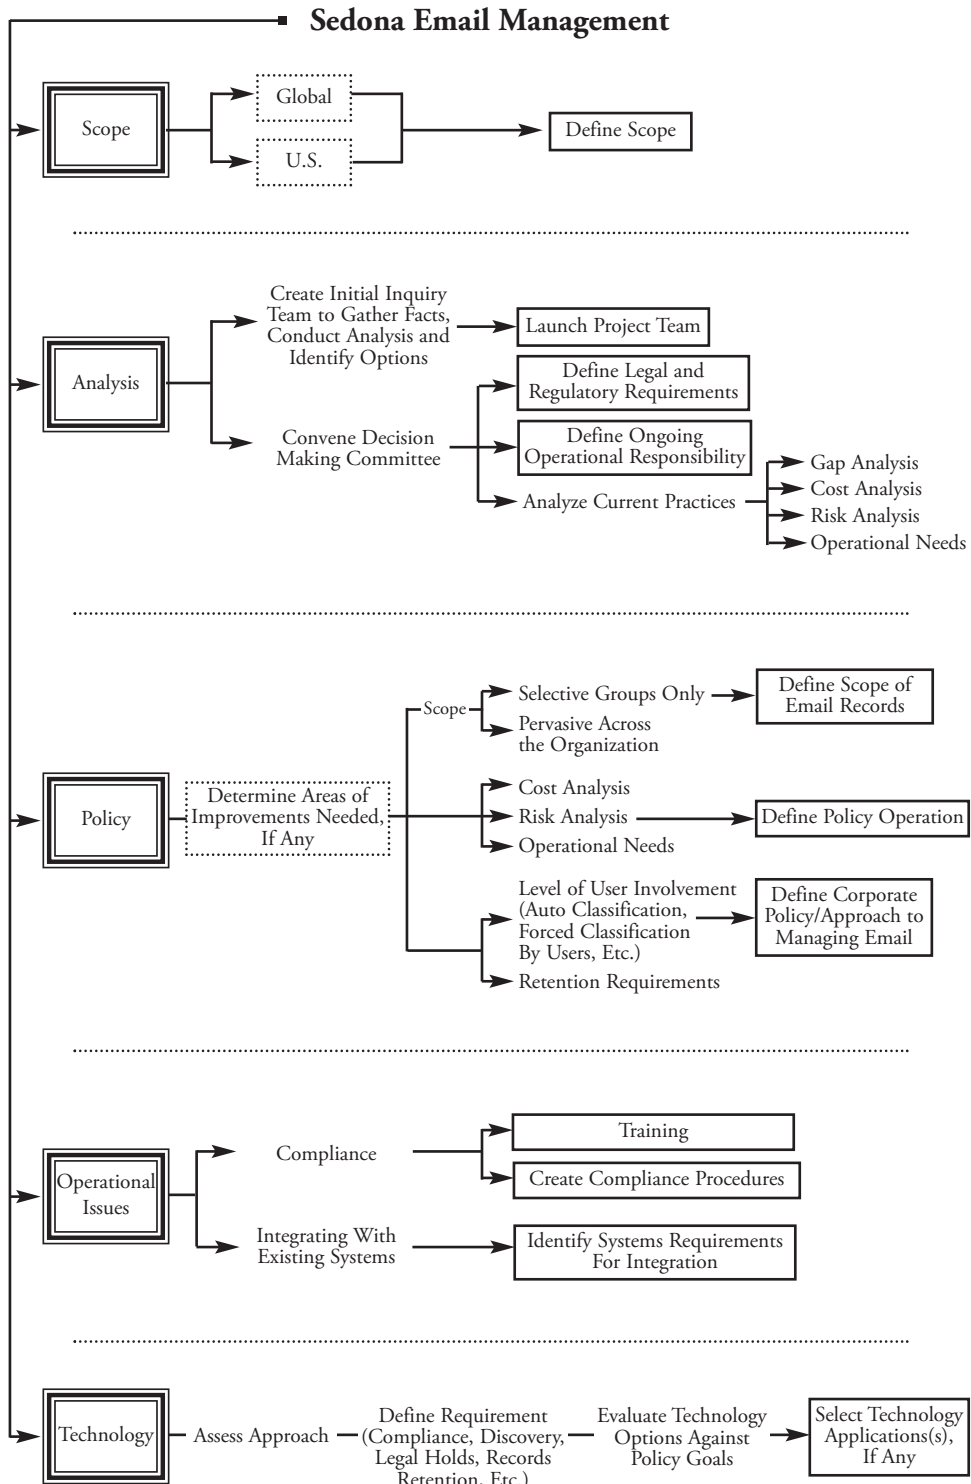 Sedona Email Management
Scope
Global
U.S.
Define Scope
Analysis
Create Initial Inquiry
Team to Gather Facts,
Conduct Analysis and
Identify Options
Launch Project Team
Convene Decision
Making Committee
Define Legal and
Regulatory Requirements
Define Ongoing
Operational Responsibility
Analyze Current Practices
Gap Analysis
Cost Analysis
Risk Analysis
Operational Needs
Policy
Determine Areas of
Improvements Needed,
If Any
Scope
Selective Groups Only
Pervasive Across
the Organization
Define Scope of
Email Records
Cost Analysis
Risk Analysis
Operational Needs
Define Policy Operation
Level of User Involvement
(Auto Classification,
Forced Classification
By Users, Etc.)
Retention Requirements
Define Corporate
Policy/Approach to
Managing Email
Operational
Issues
Compliance
Training
Create Compliance Procedures
Integrating With
Existing Systems
Identify Systems Requirements
For Integration
Technology
Assess Approach
Define Requirement
(Compliance, Discovery,
Legal Holds, Records
Retention, Etc.)
Evaluate Technology
Options Against
Policy Goals
Select Technology
Applications(s),
If Any